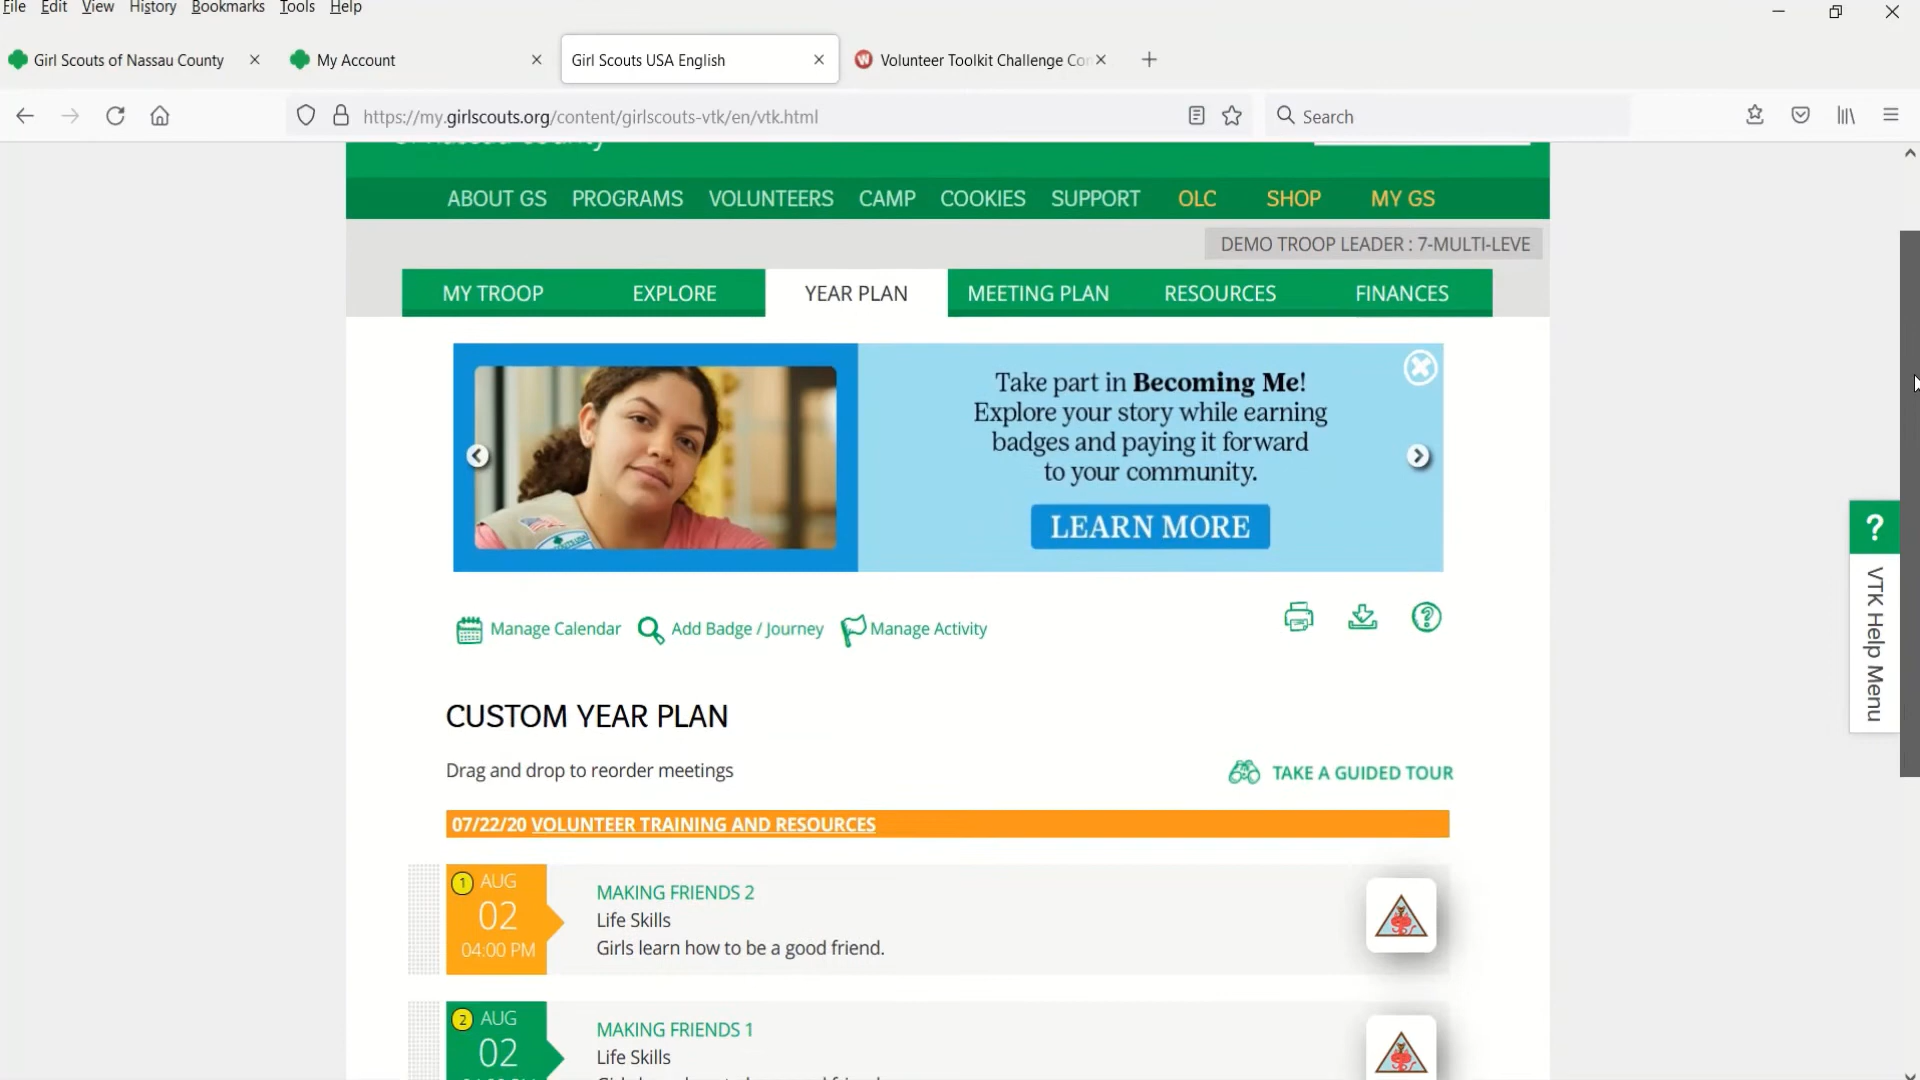 File Edit View History Bookmarks Tools Help
Girl Scouts of Nassau County
My Account
Girl Scouts USA English
Volunteer Toolkit Challenge Co
https://my.girlscouts.org/content/girlscouts-vtk/en/vtk.html
Search
ABOUT GS PROGRAMS VOLUNTEERS CAMP COOKIES SUPPORT OLC SHOP MY GS
DEMO TROOP LEADER : 7-MULTI-LEVE
MY TROOP EXPLORE YEAR PLAN MEETING PLAN RESOURCES FINANCES
Take part in Becoming Me!
Explore your story while earning
badges and paying it forward
to your community.
LEARN MORE
?
VTK Help Menu
Manage Calendar Add Badge / Journey Manage Activity
CUSTOM YEAR PLAN
Drag and drop to reorder meetings
TAKE A GUIDED TOUR
07/22/20 VOLUNTEER TRAINING AND RESOURCES
1 AUG
02
04:00 PM
MAKING FRIENDS 2
Life Skills
Girls learn how to be a good friend.
2 AUG
02
MAKING FRIENDS 1
Life Skills